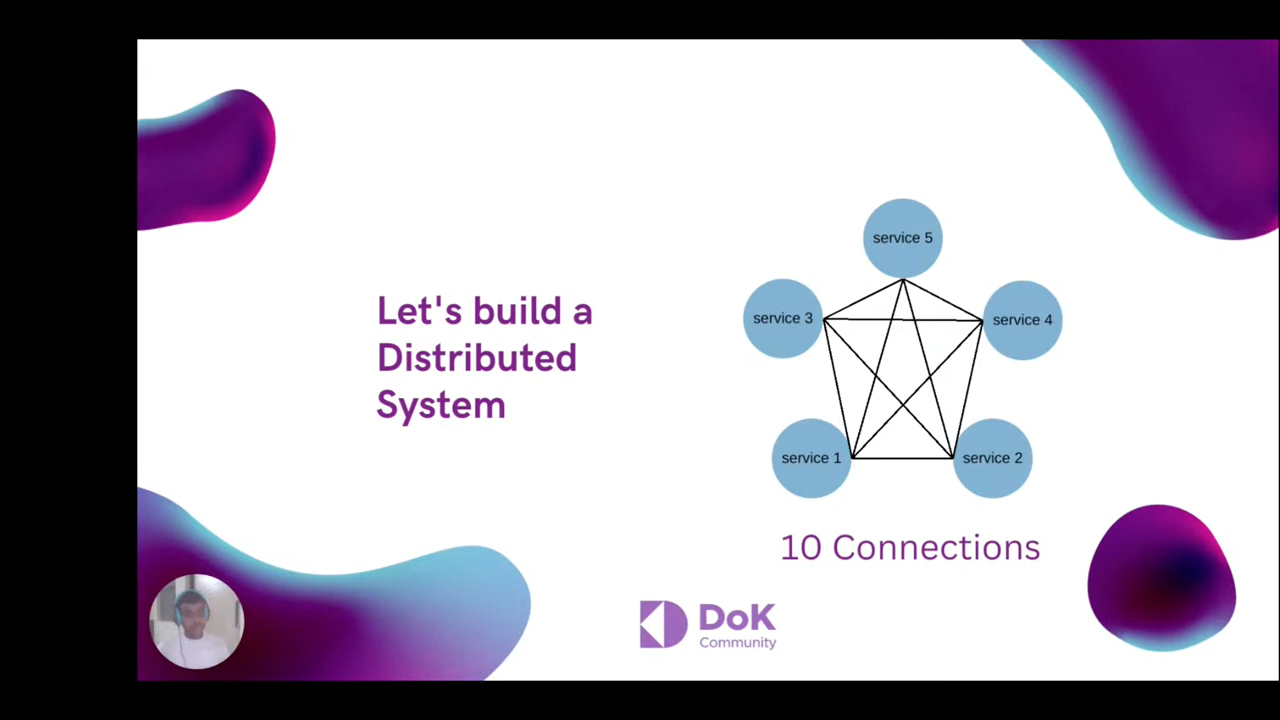 Let's build a
Distributed
System
service 5
service 3
service 4
service 1
service 2
10 Connections
DoK
Community